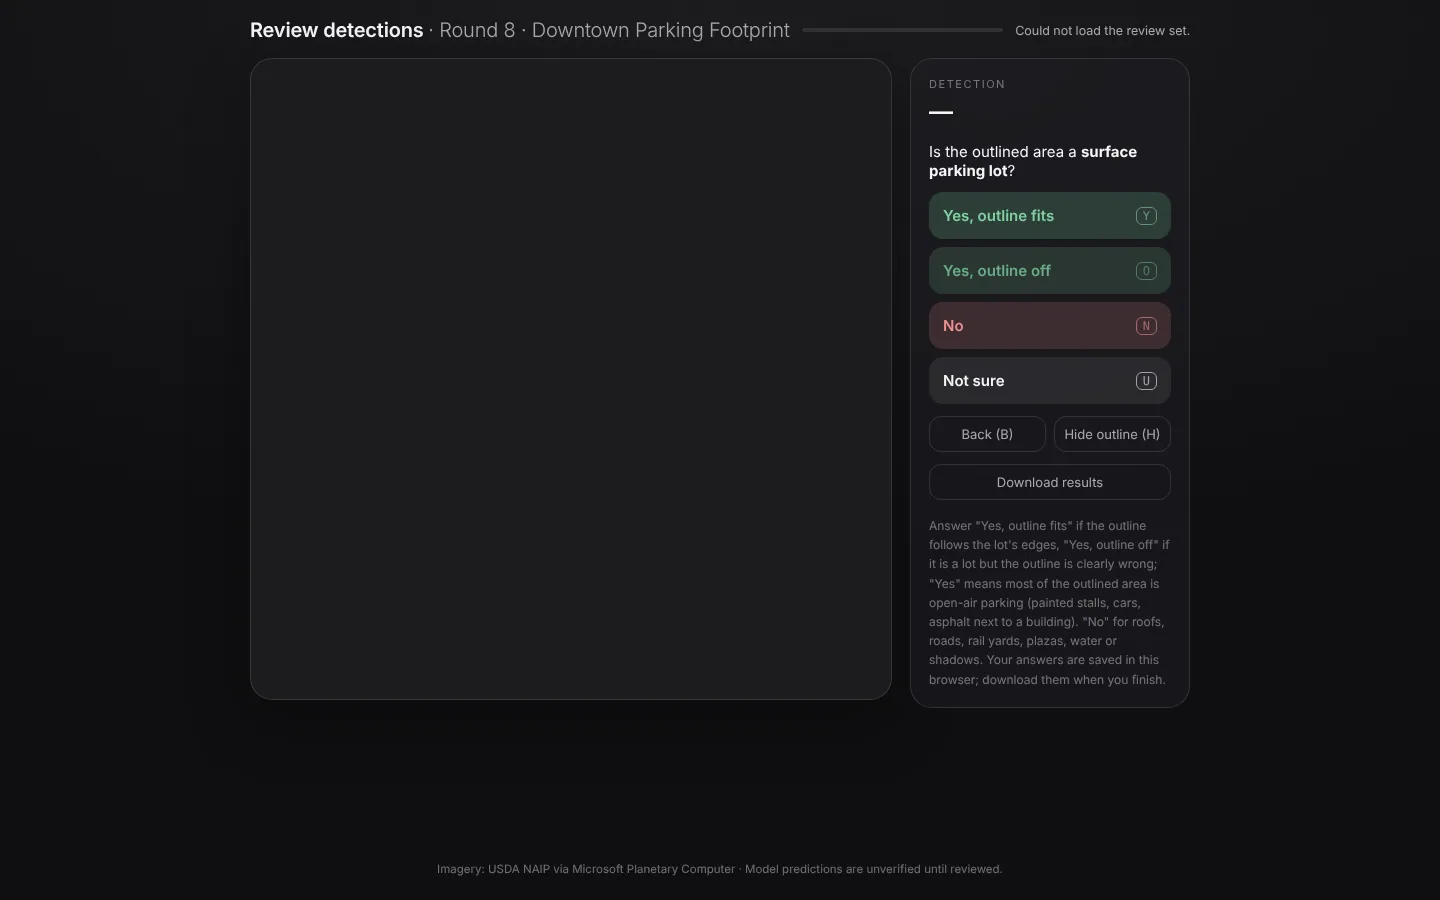 Review detections · Round 8 · Downtown Parking Footprint
Could not load the review set.
DETECTION
—
Is the outlined area a surface
parking lot?
Yes, outline fits Y
Yes, outline off O
No N
Not sure U
Back (B) Hide outline (H)
Download results
Answer "Yes, outline fits" if the outline
follows the lot's edges, "Yes, outline off" if
it is a lot but the outline is clearly wrong;
"Yes" means most of the outlined area is
open-air parking (painted stalls, cars,
asphalt next to a building). "No" for roofs,
roads, rail yards, plazas, water or
shadows. Your answers are saved in this
browser; download them when you finish.
Imagery: USDA NAIP via Microsoft Planetary Computer · Model predictions are unverified until reviewed.